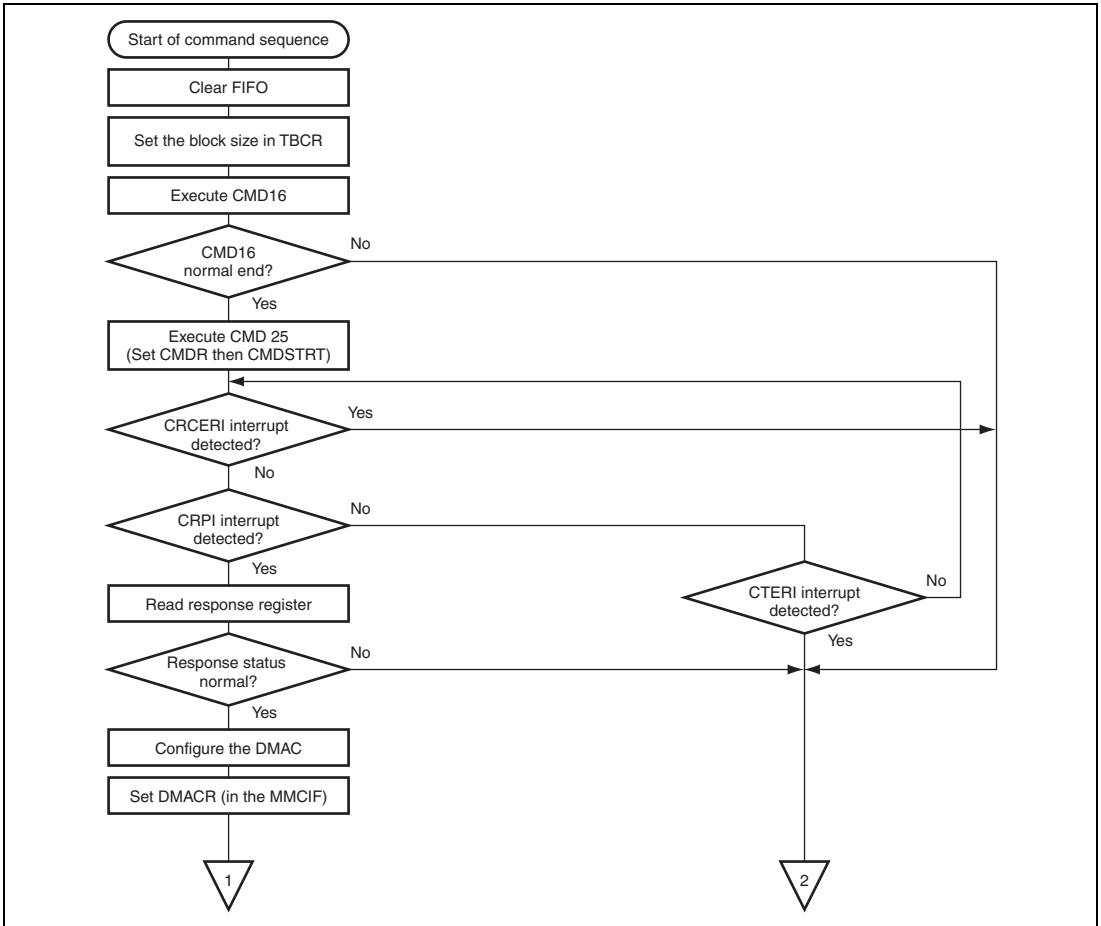 Start of command sequence
Clear FIFO
Set the block size in TBCR
Execute CMD16
CMD16
normal end?
No
Yes
Execute CMD 25
(Set CMDR then CMDSTRT)
CRCERI interrupt
detected?
Yes
No
CRPI interrupt
detected?
No
Yes
CTERI interrupt
detected?
No
Yes
Read response register
Response status
normal?
No
Yes
Configure the DMAC
Set DMACR (in the MMCIF)
1
2